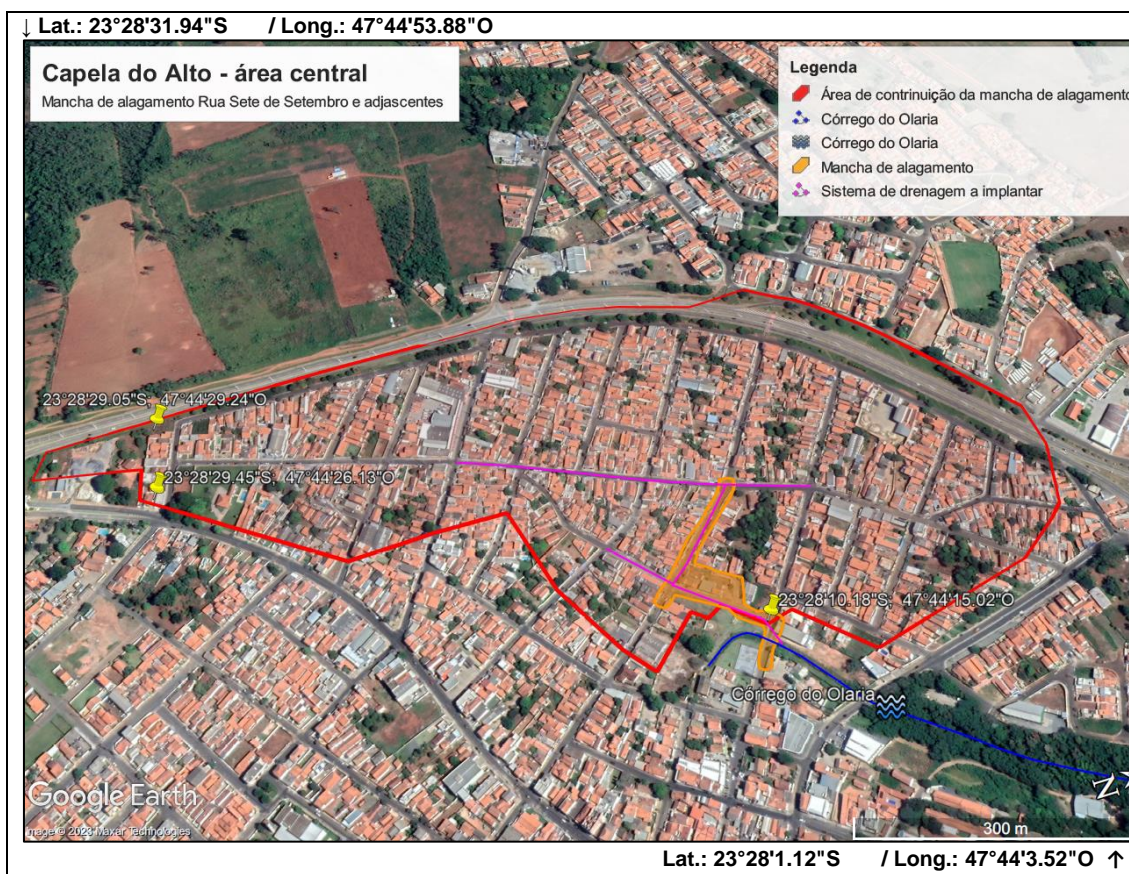 ↓ Lat.: 23°28'31.94"S / Long.: 47°44'53.88"O
Capela do Alto - área central
Mancha de alagamento Rua Sete de Setembro e adjascentes
Legenda
Área de contrinuição da mancha de alagamento
Córrego do Olaria
Córrego do Olaria
Mancha de alagamento
Sistema de drenagem a implantar
23°28'29.05"S; 47°44'29.24"O
23°28'29.45"S; 47°44'26.13"O
23°28'10.18"S; 47°44'15.02"O
Córrego do Olaria
N
Google Earth
Image © 2023 Maxar Technologies
300 m
Lat.: 23°28'1.12"S / Long.: 47°44'3.52"O ↑